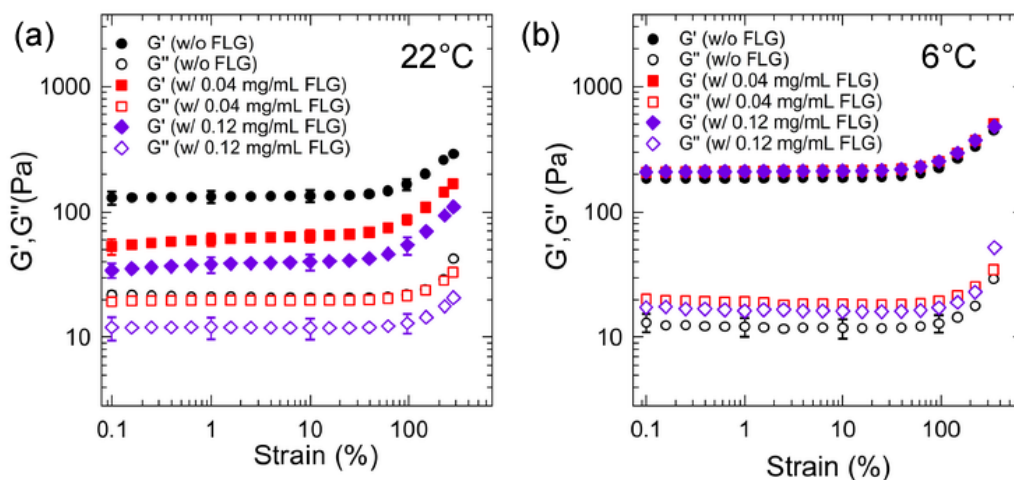 (a)
G' (w/o FLG)
G" (w/o FLG)
G' (w/ 0.04 mg/mL FLG)
G" (w/ 0.04 mg/mL FLG)
G' (w/ 0.12 mg/mL FLG)
G" (w/ 0.12 mg/mL FLG)
22°C
1000
100
10
G',G"(Pa)
0.1 1 10 100
Strain (%)
(b)
G' (w/o FLG)
G" (w/o FLG)
G' (w/ 0.04 mg/mL FLG)
G" (w/ 0.04 mg/mL FLG)
G' (w/ 0.12 mg/mL FLG)
G" (w/ 0.12 mg/mL FLG)
6°C
1000
100
10
G',G" (Pa)
0.1 1 10 100
Strain (%)